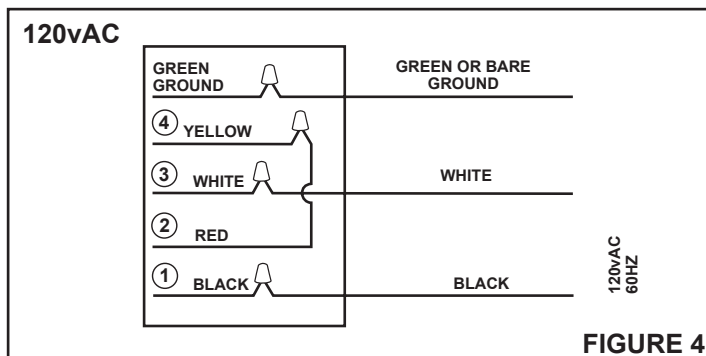 120vAC
GREEN
GROUND
GREEN OR BARE
GROUND
4 YELLOW
3 WHITE
WHITE
2 RED
1 BLACK
BLACK
120vAC
60HZ
FIGURE 4